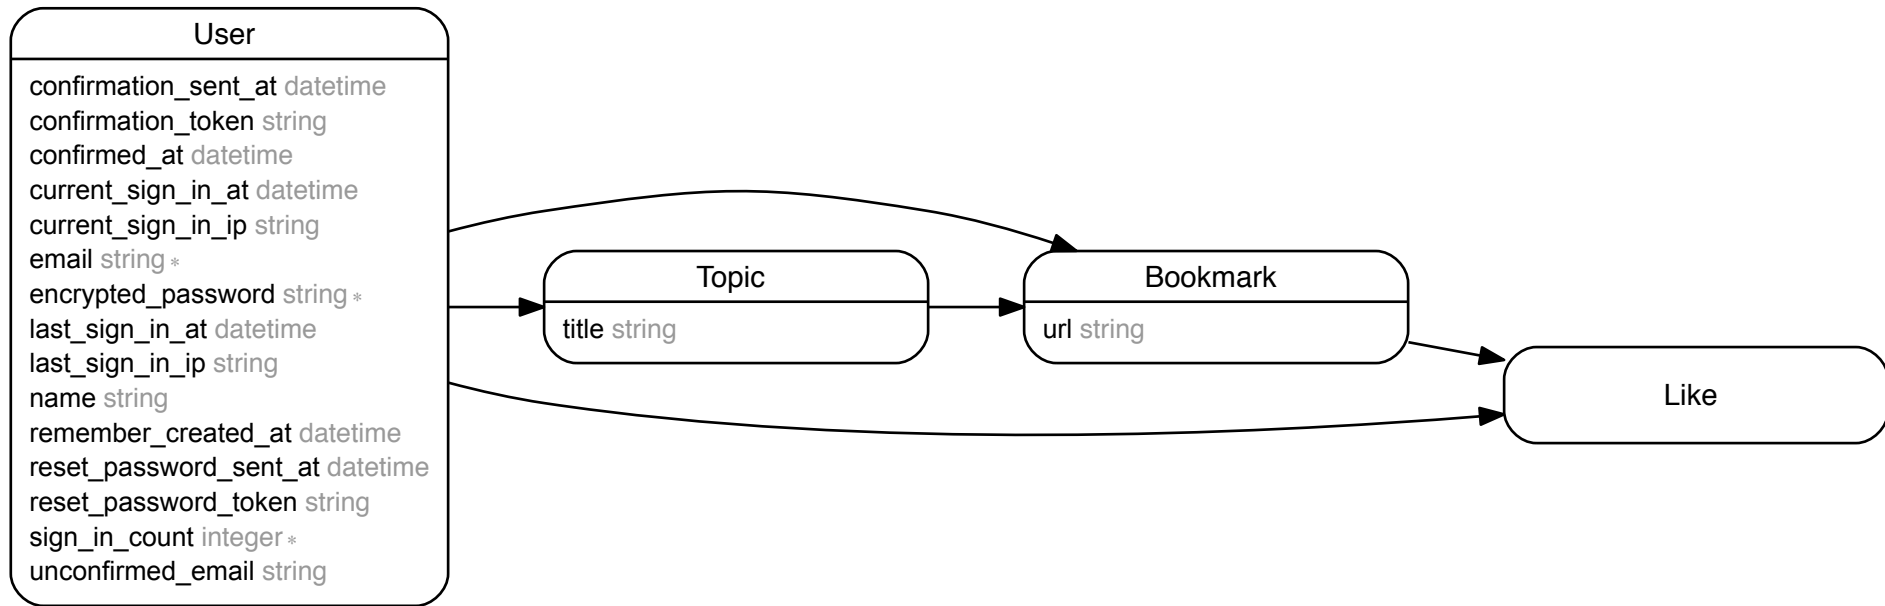 User
confirmation_sent_at datetime
confirmation_token string
confirmed_at datetime
current_sign_in_at datetime
current_sign_in_ip string
email string *
encrypted_password string *
last_sign_in_at datetime
last_sign_in_ip string
name string
remember_created_at datetime
reset_password_sent_at datetime
reset_password_token string
sign_in_count integer *
unconfirmed_email string
Topic
title string
Bookmark
url string
Like